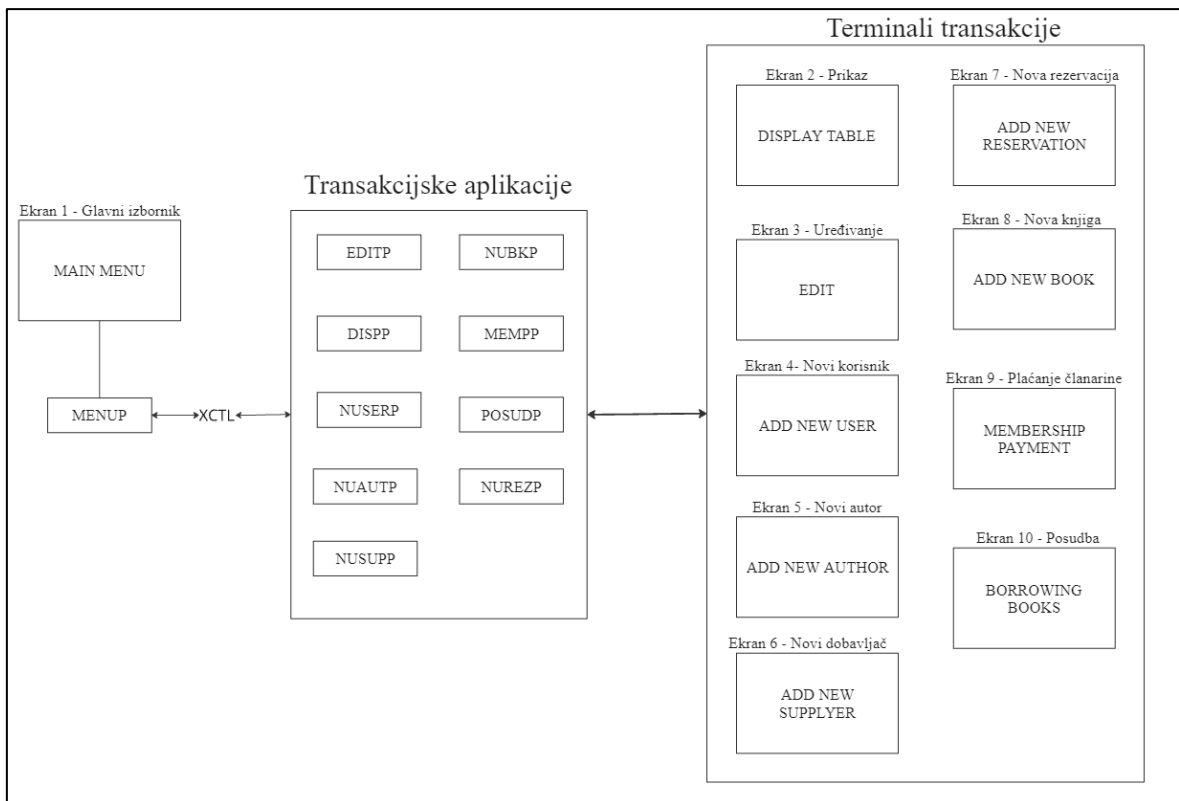 Terminali transakcije
Ekran 2 - Prikaz
DISPLAY TABLE
Ekran 7 - Nova rezervacija
ADD NEW
RESERVATION
Transakcijske aplikacije
Ekran 1 - Glavni izbornik
MAIN MENU
MENUP
XCTL
EDITP
NUBKP
DISPP
MEMPP
NUSERP
POSUDP
NUAUTP
NUREZP
NUSUPP
Ekran 3 - Uređivanje
EDIT
Ekran 8 - Nova knjiga
ADD NEW BOOK
Ekran 4- Novi korisnik
ADD NEW USER
Ekran 9 - Plaćanje članarine
MEMBERSHIP
PAYMENT
Ekran 5 - Novi autor
ADD NEW AUTHOR
Ekran 10 - Posudba
BORROWING
BOOKS
Ekran 6 - Novi dobavljač
ADD NEW
SUPPLYER